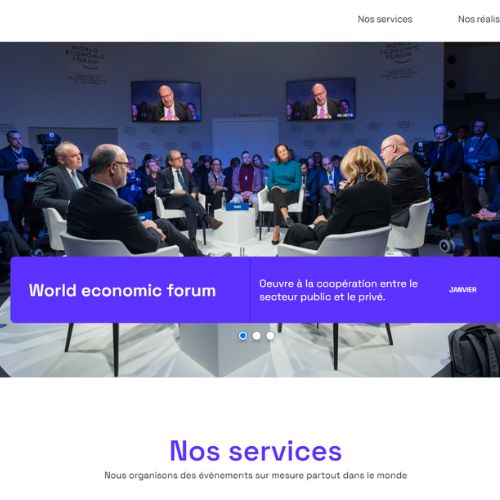 Nos services
Nos réalis
WORLD
ECONOMIC
FORUM
WORLD
ECONOMIC
FORUM
World economic forum
Oeuvre à la coopération entre le
secteur public et le privé.
JANVIER
Nos services
Nous organisons des événements sur mesure partout dans le monde